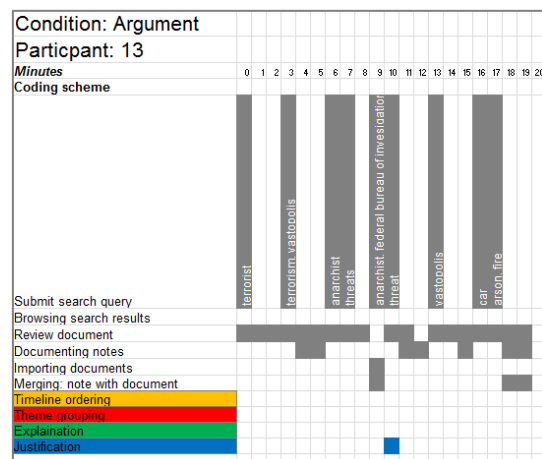 Condition: Argument
Particpant: 13
Minutes 0 1 2 3 4 5 6 7 8 9 10 11 12 13 14 15 16 17 18 19 20
Coding scheme
Submit search query
terrorist
terrorism, vastopolis
anarchist
threats
anarchist, federal bureau of invesigation
threat
vastopolis
car
arson, fire
Browsing search results
Review document
Documenting notes
Importing documents
Merging: note with document
Timeline ordering
Theme grouping
Explaination
Justification